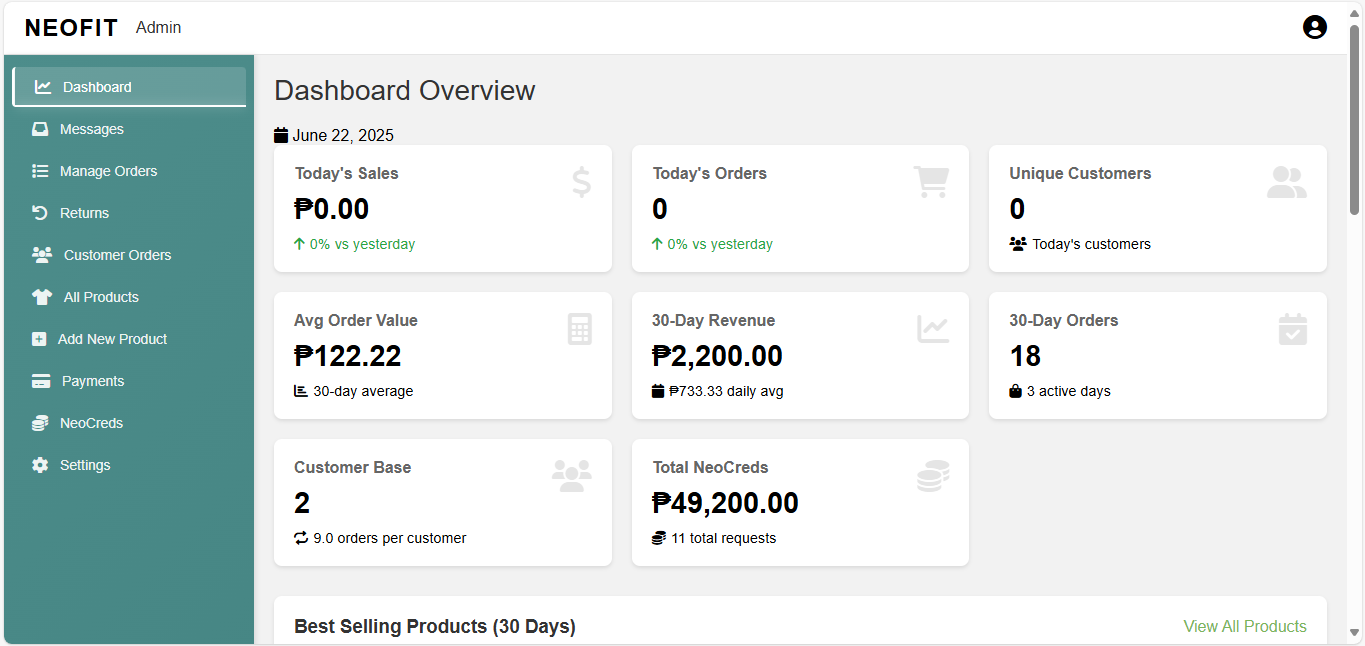 NEOFIT Admin
Dashboard
Messages
Manage Orders
Returns
Customer Orders
All Products
Add New Product
Payments
NeoCreds
Settings
Dashboard Overview
June 22, 2025
Today's Sales
₱0.00
0% vs yesterday
Today's Orders
0
0% vs yesterday
Unique Customers
0
Today's customers
Avg Order Value
₱122.22
30-day average
30-Day Revenue
₱2,200.00
₱733.33 daily avg
30-Day Orders
18
3 active days
Customer Base
2
9.0 orders per customer
Total NeoCreds
₱49,200.00
11 total requests
Best Selling Products (30 Days)
View All Products